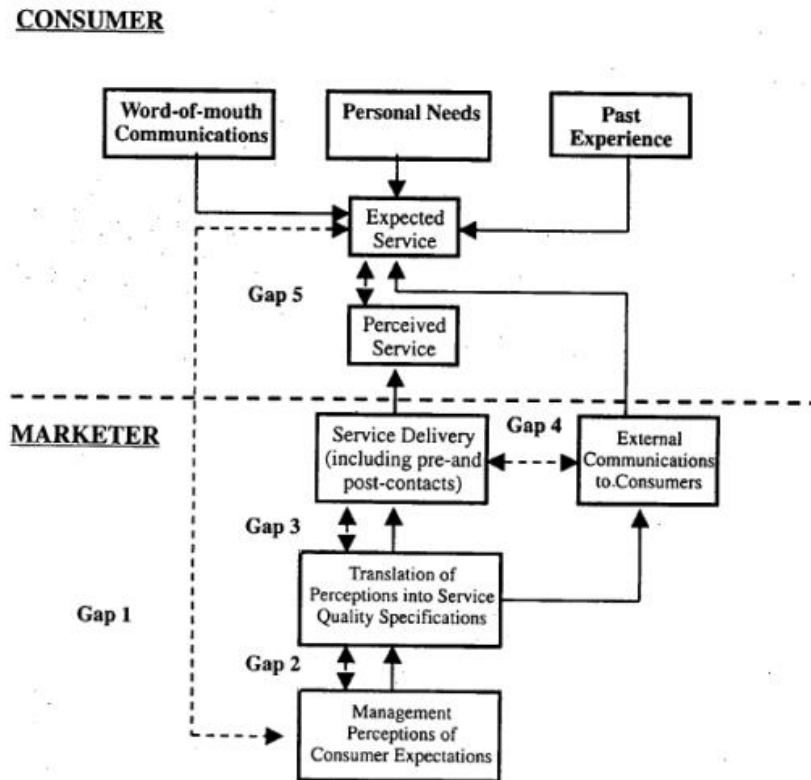 CONSUMER
Word-of-mouth
Communications
Personal Needs
Past
Experience
Expected
Service
Gap 5
Perceived
Service
MARKETER
Service Delivery
(including pre-and
post-contacts)
Gap 4
External
Communications
to Consumers
Gap 3
Translation of
Perceptions into Service
Quality Specifications
Gap 1
Gap 2
Management
Perceptions of
Consumer Expectations